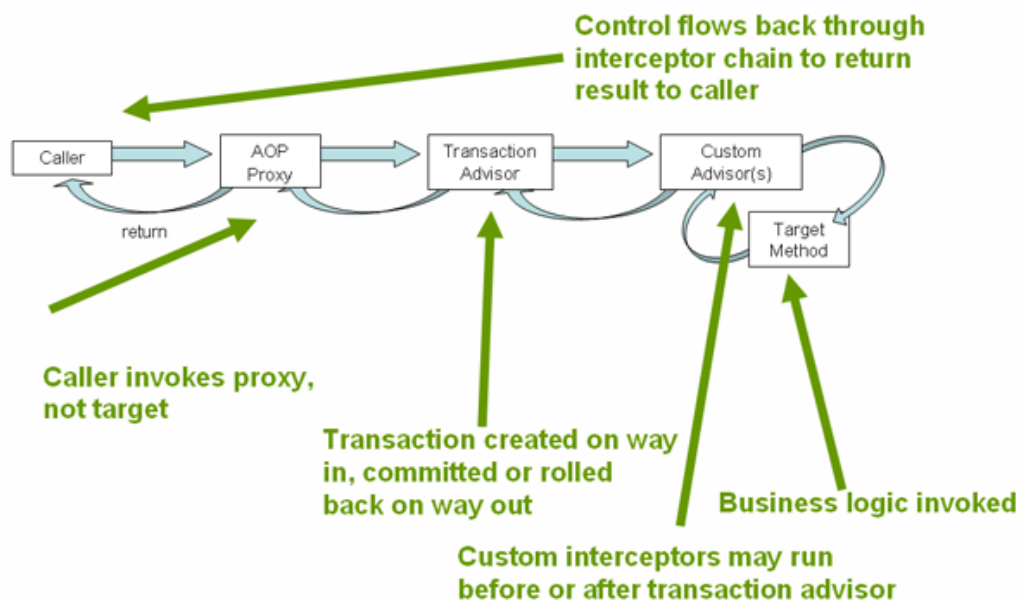 Control flows back through
interceptor chain to return
result to caller
Caller
AOP
Proxy
Transaction
Advisor
Custom
Advisor(s)
return
Target
Method
Caller invokes proxy,
not target
Transaction created on way
in, committed or rolled
back on way out
Business logic invoked
Custom interceptors may run
before or after transaction advisor